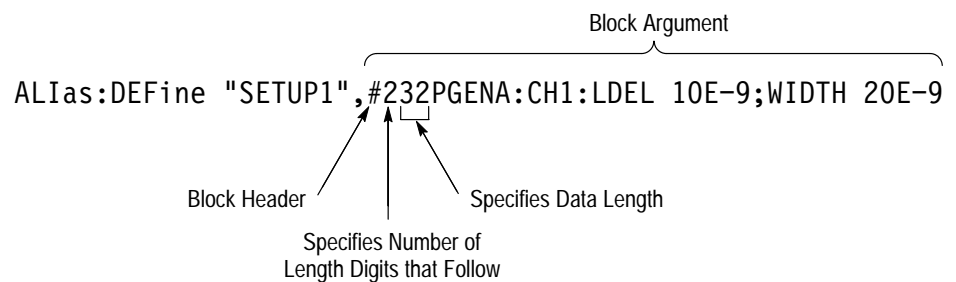 Block Argument
ALIas:DEFine "SETUP1",#232PGENA:CH1:LDEL 10E−9;WIDTH 20E−9
Block Header
Specifies Data Length
Specifies Number of
Length Digits that Follow